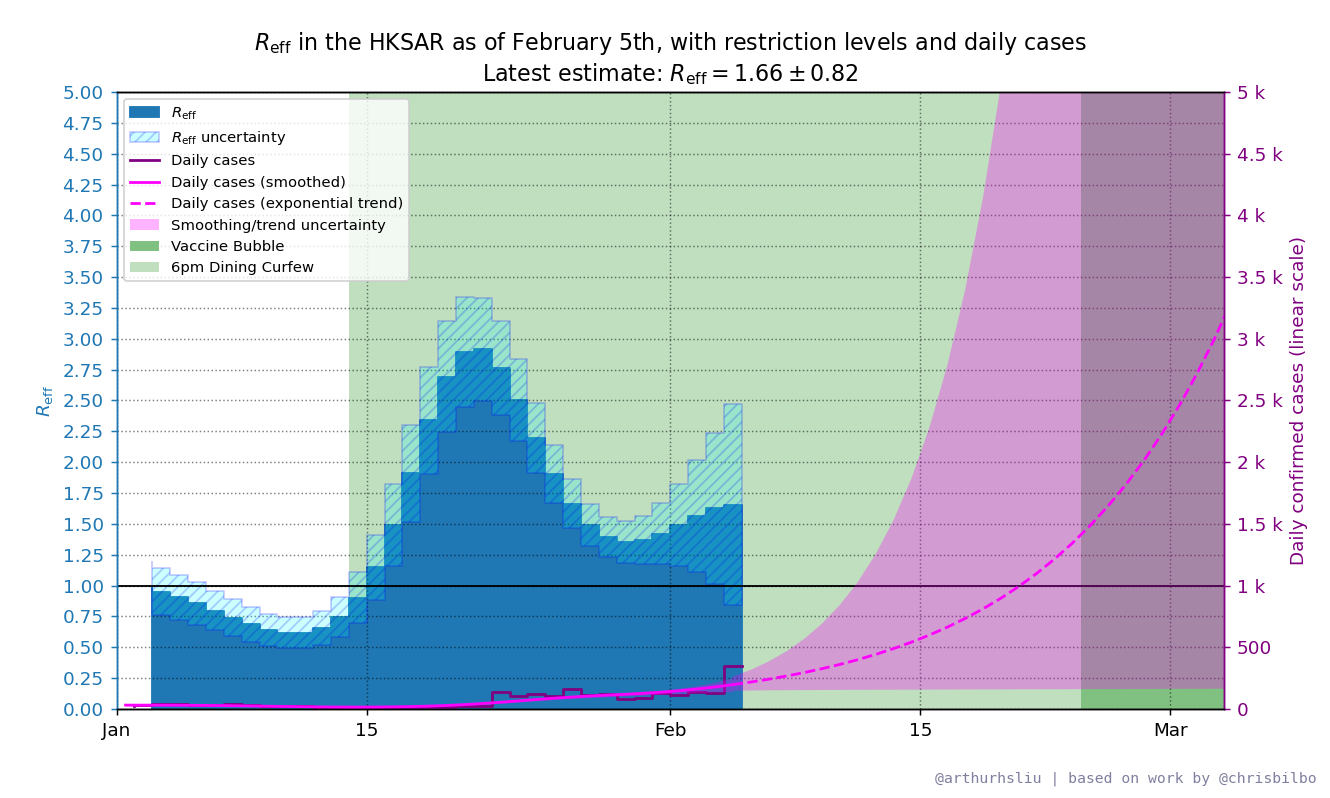 R_eff in the HKSAR as of February 5th, with restriction levels and daily cases
Latest estimate: R_eff = 1.66 ± 0.82
R_eff
R_eff uncertainty
Daily cases
Daily cases (smoothed)
Daily cases (exponential trend)
Smoothing/trend uncertainty
Vaccine Bubble
6pm Dining Curfew
5.00
4.75
4.50
4.25
4.00
3.75
3.50
3.25
3.00
2.75
2.50
2.25
2.00
1.75
1.50
1.25
1.00
0.75
0.50
0.25
0.00
R_eff
5 k
4.5 k
4 k
3.5 k
3 k
2.5 k
2 k
1.5 k
1 k
500
0
Daily confirmed cases (linear scale)
Jan 15 Feb 15 Mar
@arthurhsliu | based on work by @chrisbilbo